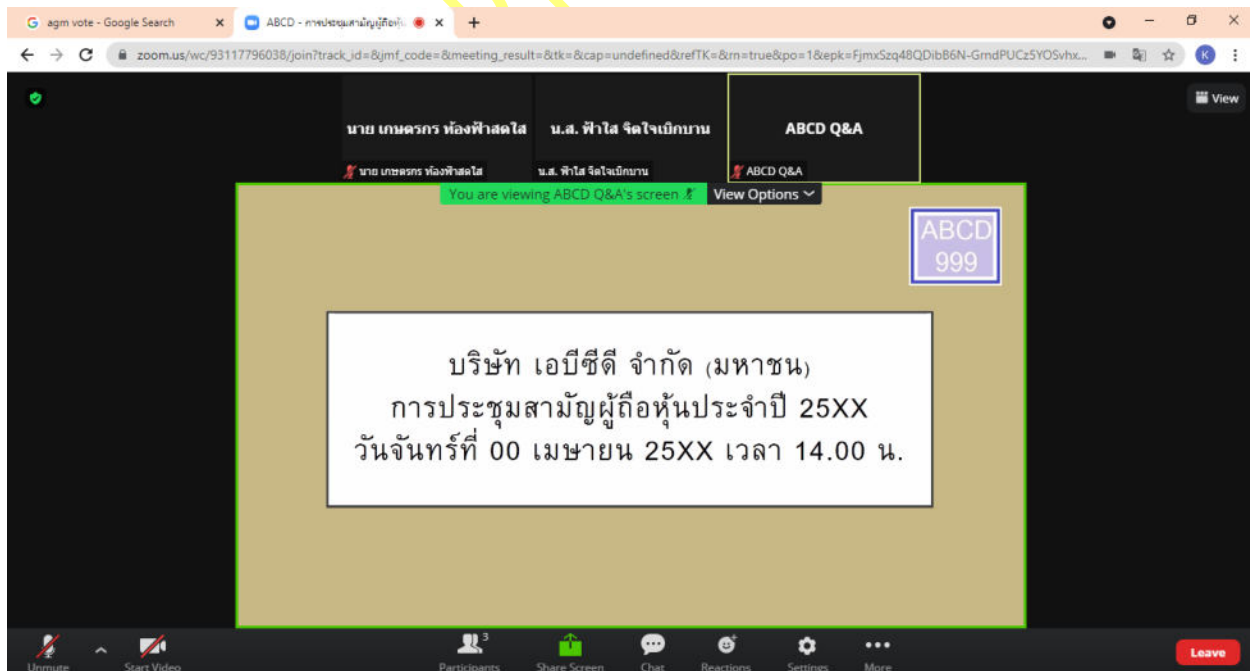 agm vote - Google Search
ABCD - การประชุมสามัญผู้ถือหุ้
zoom.us/wc/93117796038/join?track_id=&jmf_code=&meeting_result=&tk=&cap=undefined&refTK=&rn=true&po=1&epk=FjmxSzq48QDibB6N-GrndPUCz5YOSvhx...
K
View
นาย เกษตรกร ท้องฟ้าสดใส
น.ส. ฟ้าใส จิตใจเบิกบาน
ABCD Q&A
นาย เกษตรกร ท้องฟ้าสดใส
น.ส. ฟ้าใส จิตใจเบิกบาน
ABCD Q&A
You are viewing ABCD Q&A's screen
View Options
ABCD
999
บริษัท เอบีซีดี จำกัด (มหาชน)
การประชุมสามัญผู้ถือหุ้นประจำปี 25XX
วันจันทร์ที่ 00 เมษายน 25XX เวลา 14.00 น.
3
Unmute
Start Video
Participants
Share Screen
Chat
Reactions
Settings
More
Leave